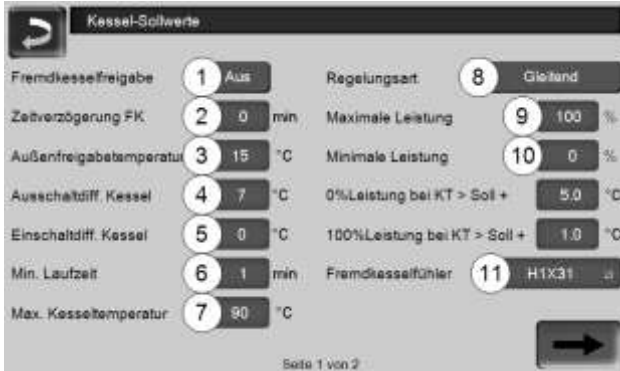 Kessel-Sollwerte
Fremdkesselfreigabe 1 Aus
Zeitverzögerung FK 2 0 min
Außenfreigabetemperatur 3 15 °C
Ausschaltdiff. Kessel 4 7 °C
Einschaltdiff. Kessel 5 0 °C
Min. Laufzeit 6 1 min
Max. Kesseltemperatur 7 90 °C
Regelungsart 8 Gleitend
Maximale Leistung 9 100 %
Minimale Leistung 10 0 %
0%Leistung bei KT > Soll + 5.0 °C
100%Leistung bei KT > Soll + 1.0 °C
Fremdkesselfühler 11 H1X31
Seite 1 von 2